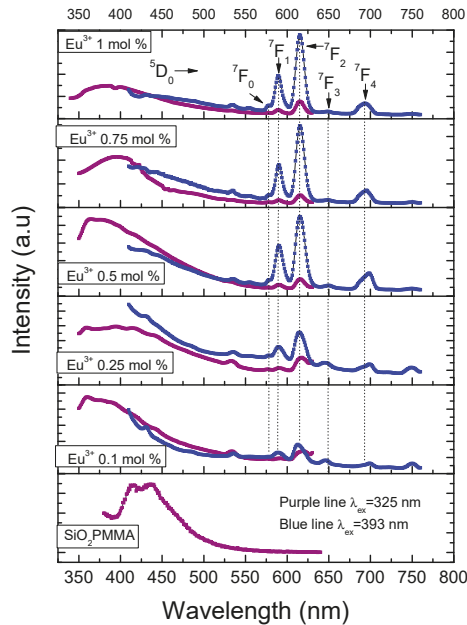 350 400 450 500 550 600 650 700 750 800
Eu³⁺ 1 mol %
⁵D₀
⁷F₀
⁷F₁
⁷F₂
⁷F₃
⁷F₄
Eu³⁺ 0.75 mol %
Eu³⁺ 0.5 mol %
Eu³⁺ 0.25 mol %
Eu³⁺ 0.1 mol %
SiO₂PMMA
Purple line λₑₓ=325 nm
Blue line λₑₓ=393 nm
350 400 450 500 550 600 650 700 750 800
Wavelength (nm)
Intensity (a.u)